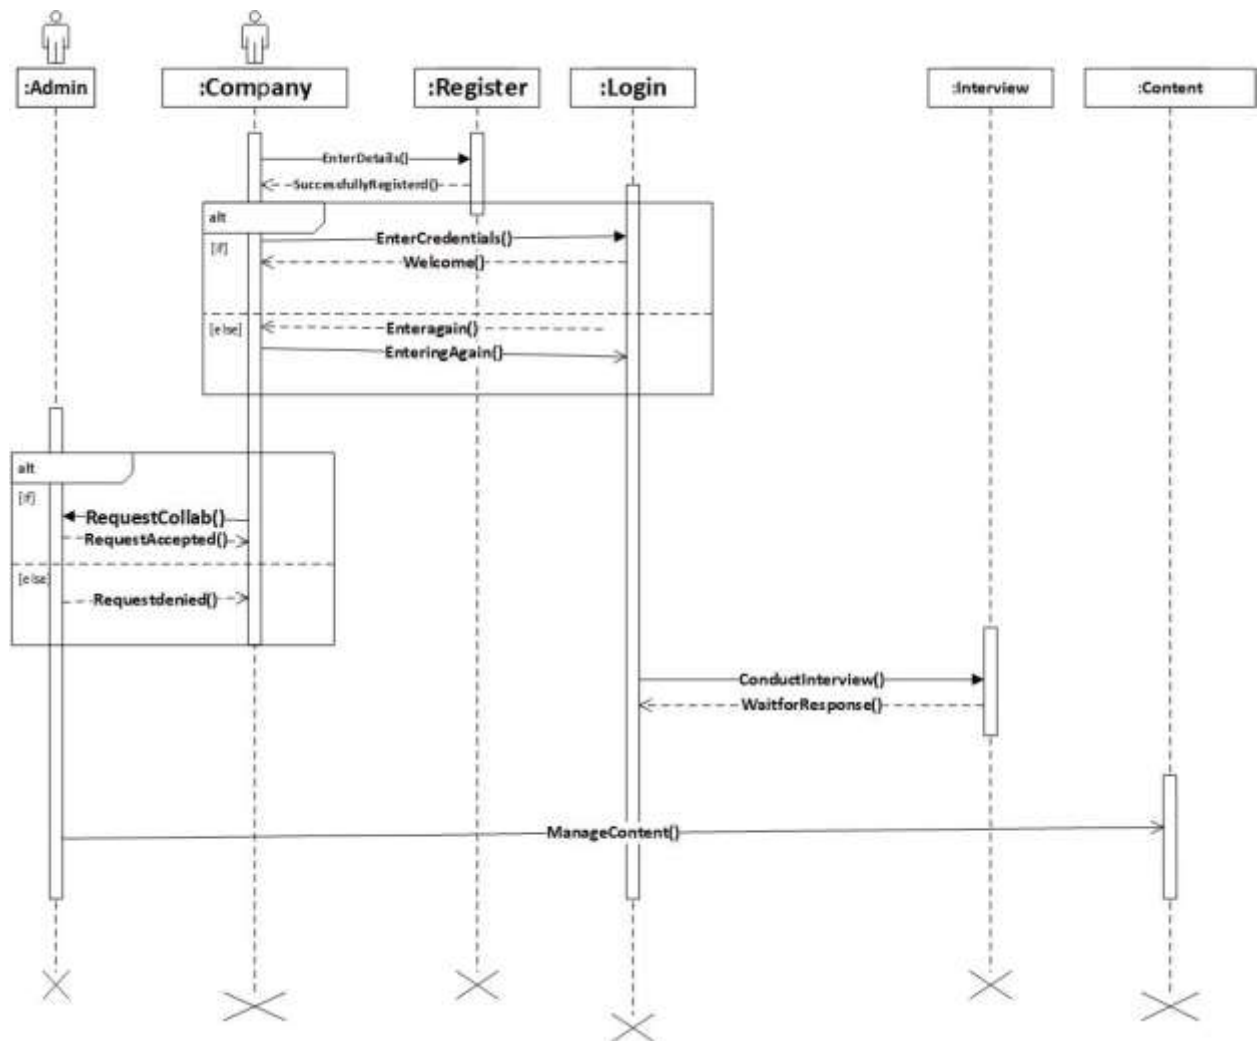 :Admin
:Company
:Register
:Login
:Interview
:Content
EnterDetails()
SuccessfullyRegisterd()
alt
[if]
EnterCredentials()
Welcome()
[else]
Enteragain()
EnteringAgain()
alt
[if]
RequestCollab()
RequestAccepted()
[else]
Requestdenied()
ConductInterview()
WaitforResponse()
ManageContent()